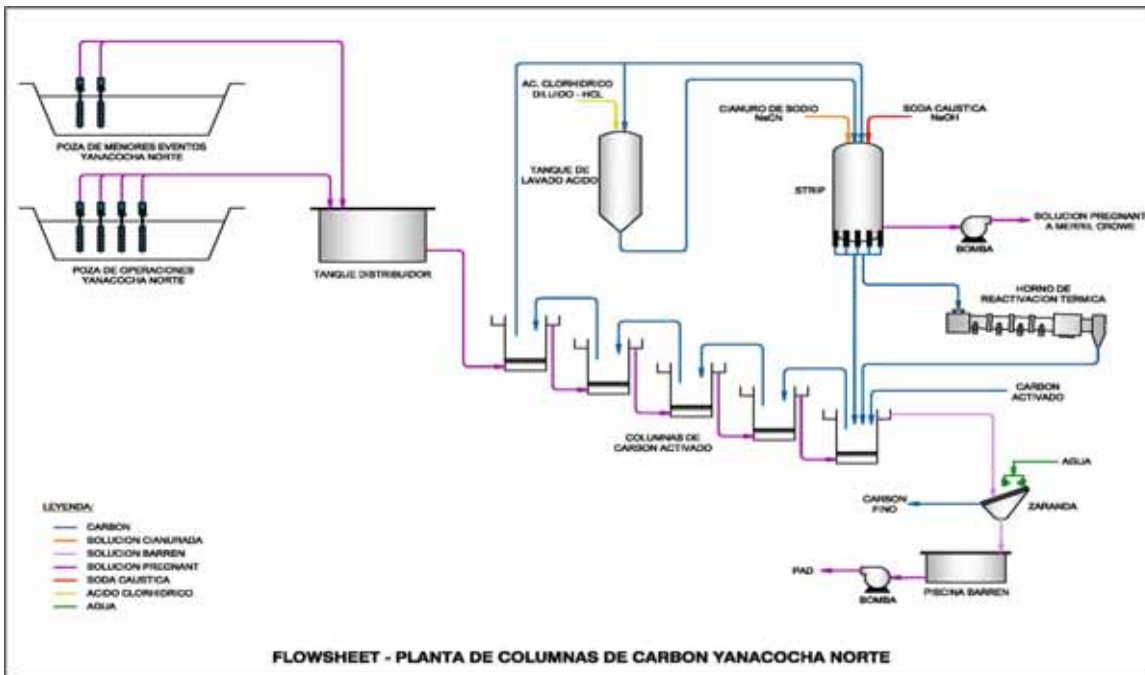 AC. CLORHIDRICO
DILUIDO - HCL
CIANURO DE SODIO
NaCN
SODA CAUSTICA
NaOH
POZA DE MENORES EVENTOS
YANACOCHA NORTE
TANQUE DE
LAVADO ACIDO
STRIP
SOLUCION PREGNANT
A MERRIL CROWE
BOMBA
POZA DE OPERACIONES
YANACOCHA NORTE
TANQUE DISTRIBUIDOR
HORNO DE
REACTIVACION TERMICA
CARBON
ACTIVADO
COLUMNAS DE
CARBON ACTIVADO
AGUA
CARBON
FINO
ZARANDA
LEYENDA:
CARBON
SOLUCION CIANURADA
SOLUCION BARREN
SOLUCION PREGNANT
SODA CAUSTICA
ACIDO CLORHIDRICO
AGUA
PAD
BOMBA
PISCINA BARREN
FLOWSHEET - PLANTA DE COLUMNAS DE CARBON YANACOCHA NORTE